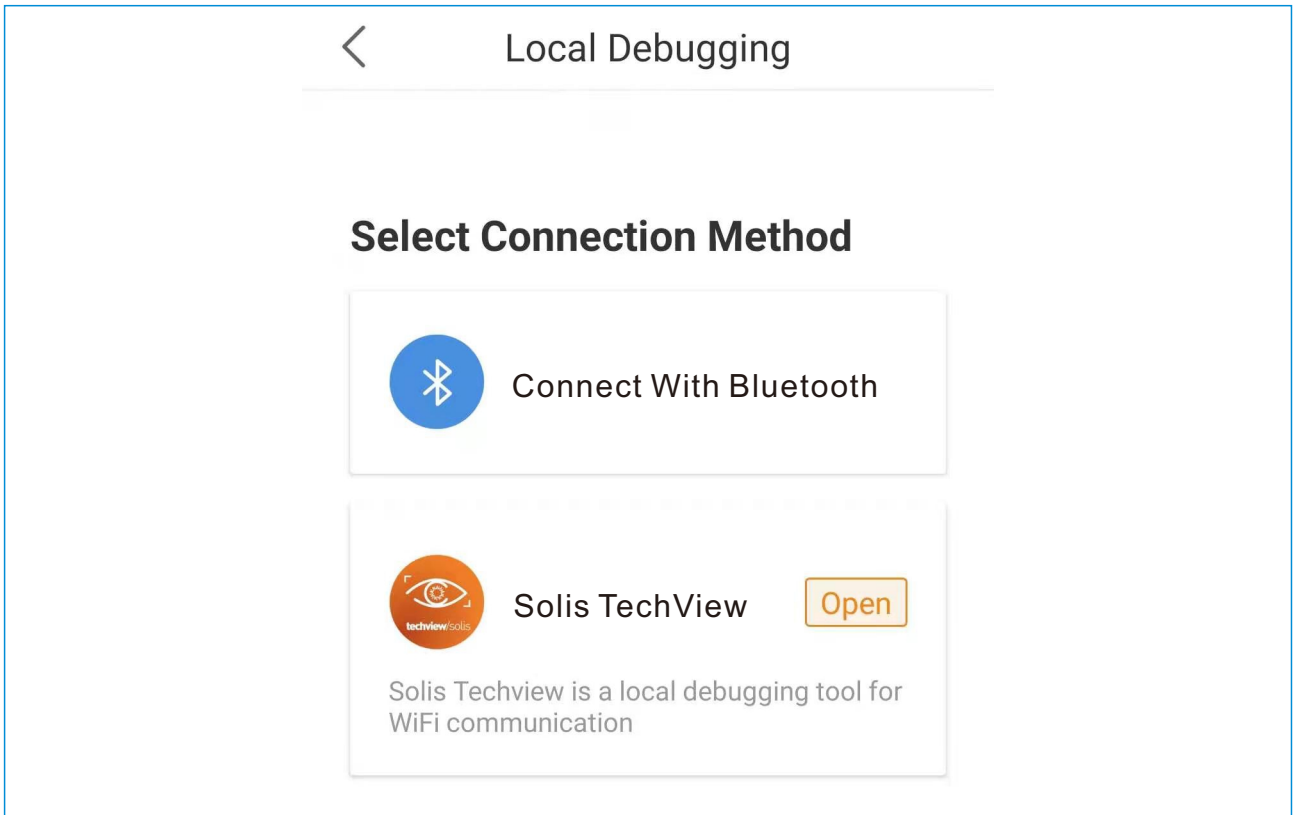 Local Debugging
Select Connection Method
Connect With Bluetooth
techview/solis
Solis TechView
Open
Solis Techview is a local debugging tool for
WiFi communication